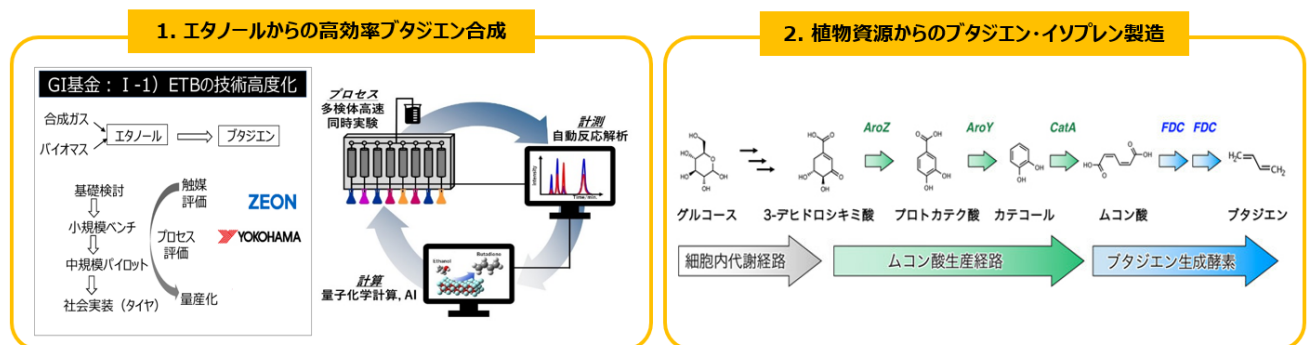 1. エタノールからの高効率ブタジエン合成
GI基金：Ⅰ-1）ETBの技術高度化
合成ガス
バイオマス
エタノール
ブタジエン
基礎検討
小規模ベンチ
中規模パイロット
社会実装（タイヤ）
触媒
評価
プロセス
評価
量産化
ZEON
YOKOHAMA
プロセス
多検体高速
同時実験
計測
自動反応解析
Intensity
Time/min.
計算
量子化学計算, AI
Ethanol
Butadiene
2. 植物資源からのブタジエン・イソプレン製造
AroZ
AroY
CatA
FDC FDC
グルコース
3-デヒドロシキミ酸
プロトカテク酸
カテコール
ムコン酸
ブタジエン
細胞内代謝経路
ムコン酸生産経路
ブタジエン生成酵素